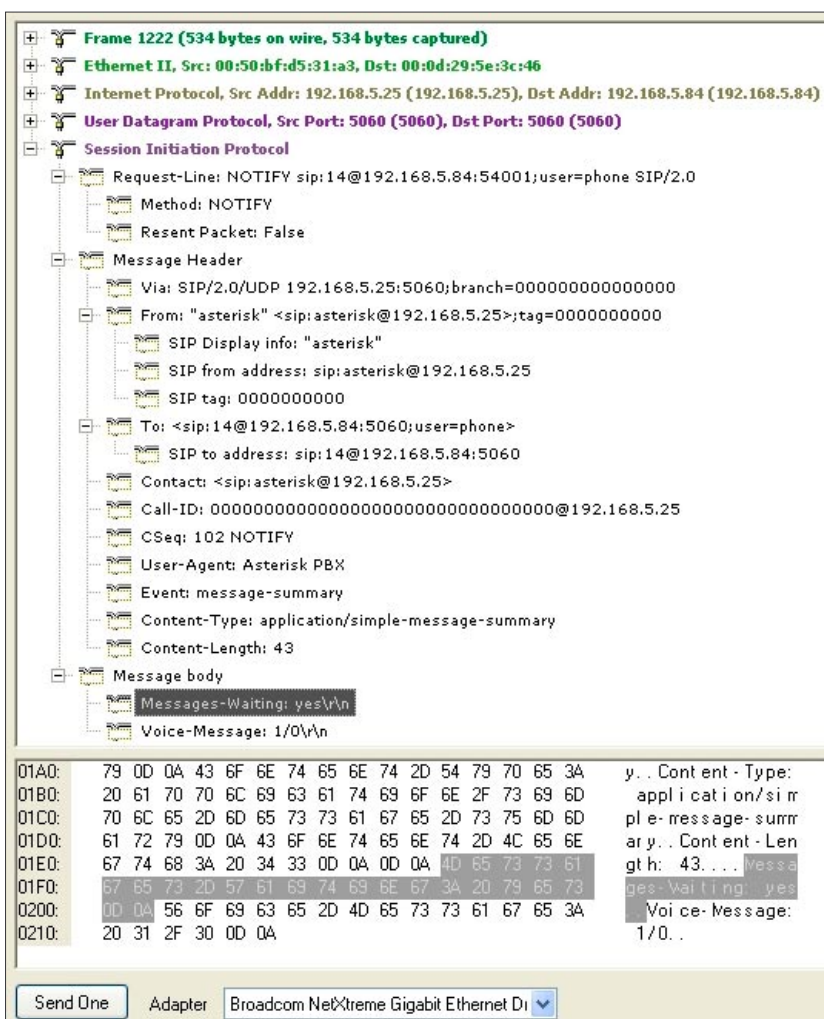 Frame 1222 (534 bytes on wire, 534 bytes captured)
Ethernet II, Src: 00:50:bf:d5:31:a3, Dst: 00:0d:29:5e:3c:46
Internet Protocol, Src Addr: 192.168.5.25 (192.168.5.25), Dst Addr: 192.168.5.84 (192.168.5.84)
User Datagram Protocol, Src Port: 5060 (5060), Dst Port: 5060 (5060)
Session Initiation Protocol
Request-Line: NOTIFY sip:14@192.168.5.84:54001;user=phone SIP/2.0
Method: NOTIFY
Resent Packet: False
Message Header
Via: SIP/2.0/UDP 192.168.5.25:5060;branch=000000000000000
From: "asterisk" <sip:asterisk@192.168.5.25>;tag=0000000000
SIP Display info: "asterisk"
SIP from address: sip:asterisk@192.168.5.25
SIP tag: 0000000000
To: <sip:14@192.168.5.84:5060;user=phone>
SIP to address: sip:14@192.168.5.84:5060
Contact: <sip:asterisk@192.168.5.25>
Call-ID: 00000000000000000000000000000000@192.168.5.25
CSeq: 102 NOTIFY
User-Agent: Asterisk PBX
Event: message-summary
Content-Type: application/simple-message-summary
Content-Length: 43
Message body
Messages-Waiting: yes\r\n
Voice-Message: 1/0\r\n
01A0: 79 0D 0A 43 6F 6E 74 65 6E 74 2D 54 79 70 65 3A y..Content-Type:
01B0: 20 61 70 70 6C 69 63 61 74 69 6F 6E 2F 73 69 6D application/sim
01C0: 70 6C 65 2D 6D 65 73 73 61 67 65 2D 73 75 6D 6D ple-message-summ
01D0: 61 72 79 0D 0A 43 6F 6E 74 65 6E 74 2D 4C 65 6E ary..Content-Len
01E0: 67 74 68 3A 20 34 33 0D 0A 0D 0A 4D 65 73 73 61 gth: 43....Messa
01F0: 67 65 73 2D 57 61 69 74 69 6E 67 3A 20 79 65 73 ges-Waiting: yes
0200: 0D 0A 56 6F 69 63 65 2D 4D 65 73 73 61 67 65 3A ..Voice-Message:
0210: 20 31 2F 30 0D 0A 1/0..
Send One Adapter Broadcom NetXtreme Gigabit Ethernet Dr